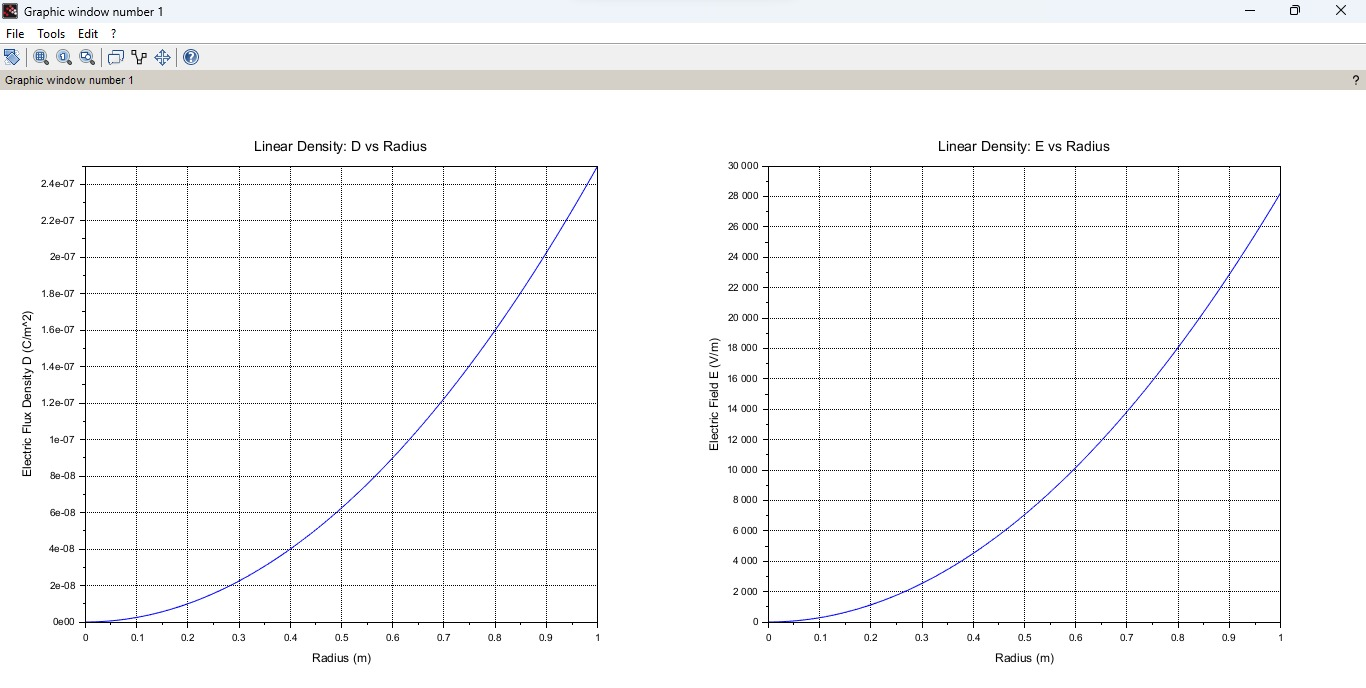 Graphic window number 1
File Tools Edit ?
Graphic window number 1 ?
Linear Density: D vs Radius
2.4e-07
2.2e-07
2e-07
1.8e-07
1.6e-07
1.4e-07
1.2e-07
1e-07
8e-08
6e-08
4e-08
2e-08
0e00
Electric Flux Density D (C/m^2)
0 0.1 0.2 0.3 0.4 0.5 0.6 0.7 0.8 0.9 1
Radius (m)
Linear Density: E vs Radius
30 000
28 000
26 000
24 000
22 000
20 000
18 000
16 000
14 000
12 000
10 000
8 000
6 000
4 000
2 000
0
Electric Field E (V/m)
0 0.1 0.2 0.3 0.4 0.5 0.6 0.7 0.8 0.9 1
Radius (m)